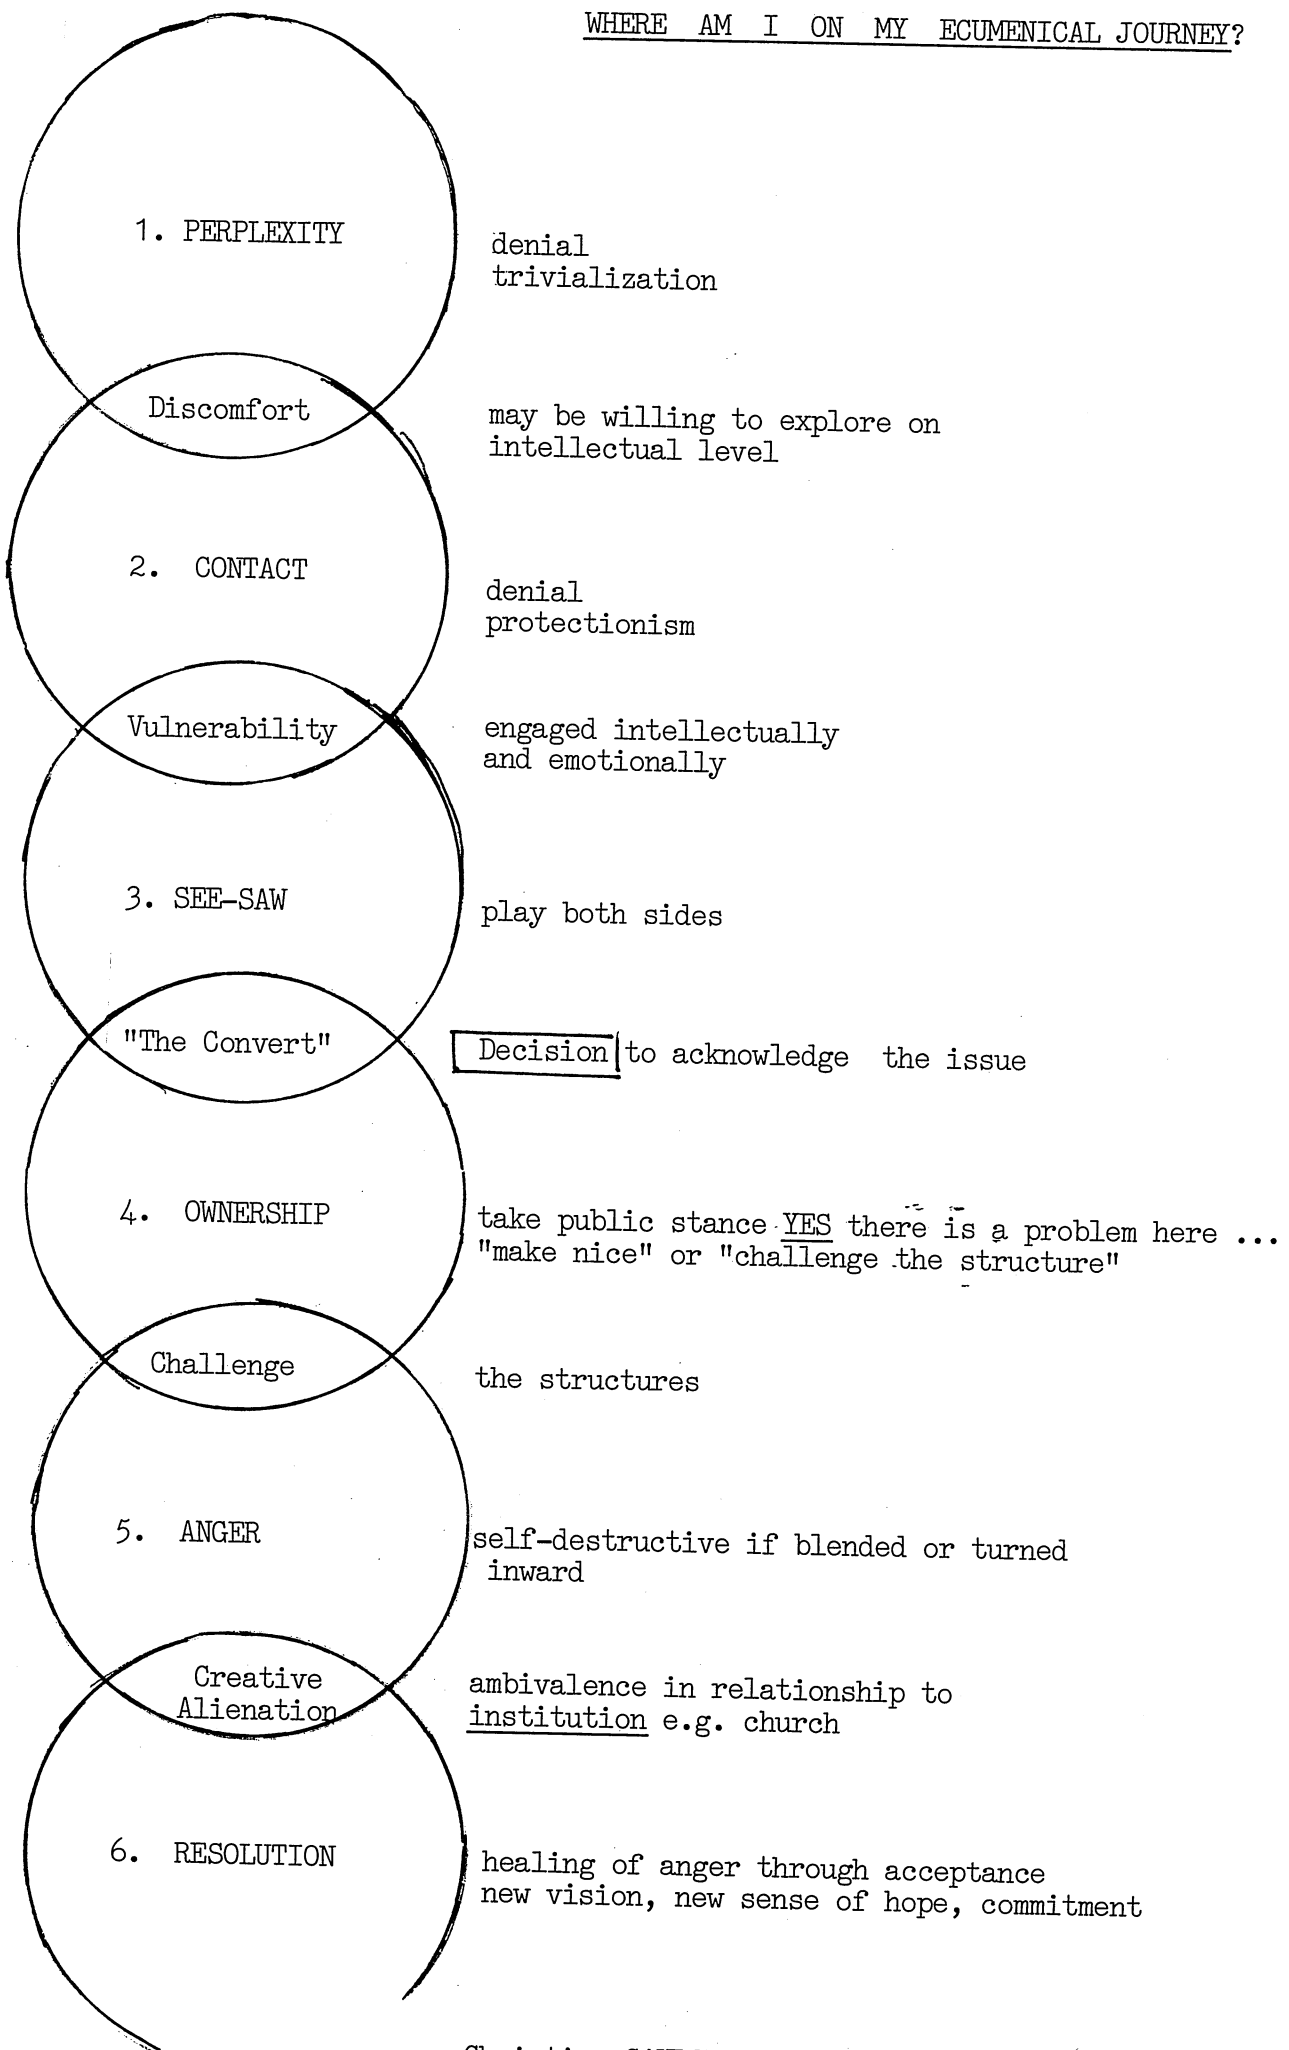 WHERE AM I ON MY ECUMENICAL JOURNEY?
1. PERPLEXITY
denial
trivialization
Discomfort
may be willing to explore on
intellectual level
2. CONTACT
denial
protectionism
Vulnerability
engaged intellectually
and emotionally
3. SEE-SAW
play both sides
"The Convert"
Decision to acknowledge the issue
4. OWNERSHIP
take public stance YES there is a problem here ...
"make nice" or "challenge the structure"
Challenge
the structures
5. ANGER
self-destructive if blended or turned
inward
Creative
Alienation
ambivalence in relationship to
institution e.g. church
6. RESOLUTION
healing of anger through acceptance
new vision, new sense of hope, commitment